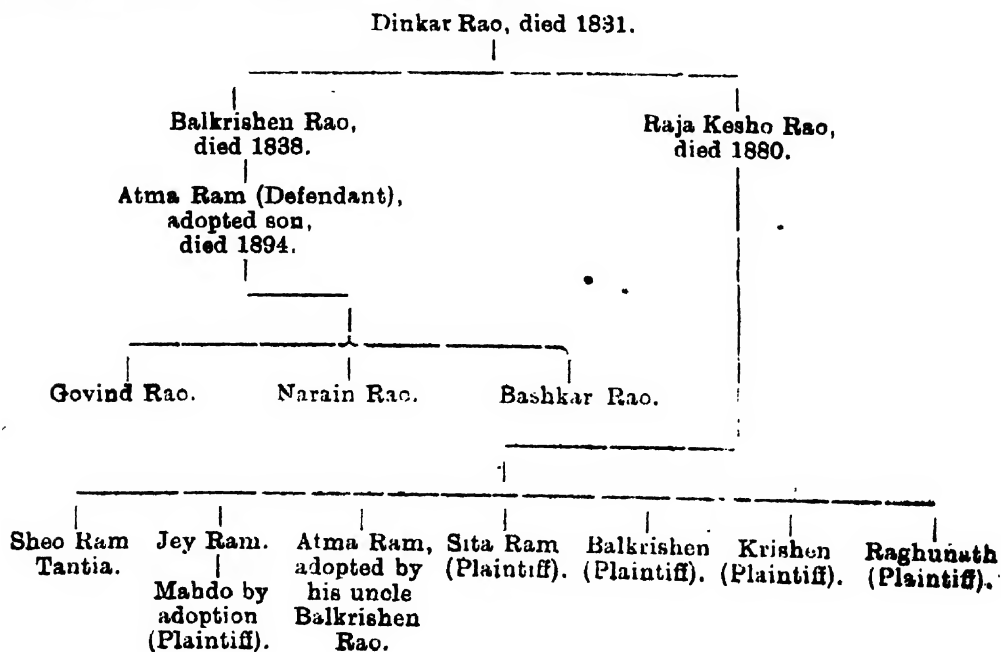 Dinkar Rao, died 1831.
Balkrishen Rao,
died 1838.
Raja Kesho Rao,
died 1880.
Atma Ram (Defendant),
adopted son,
died 1894.
Govind Rao.
Narain Rao.
Bashkar Rao.
Sheo Ram
Tantia.
Jey Ram.
Mahdo by
adoption
(Plaintiff).
Atma Ram,
adopted by
his uncle
Balkrishen
Rao.
Sita Ram
(Plaintiff).
Balkrishen
(Plaintiff).
Krishen
(Plaintiff).
Raghunath
(Plaintiff).